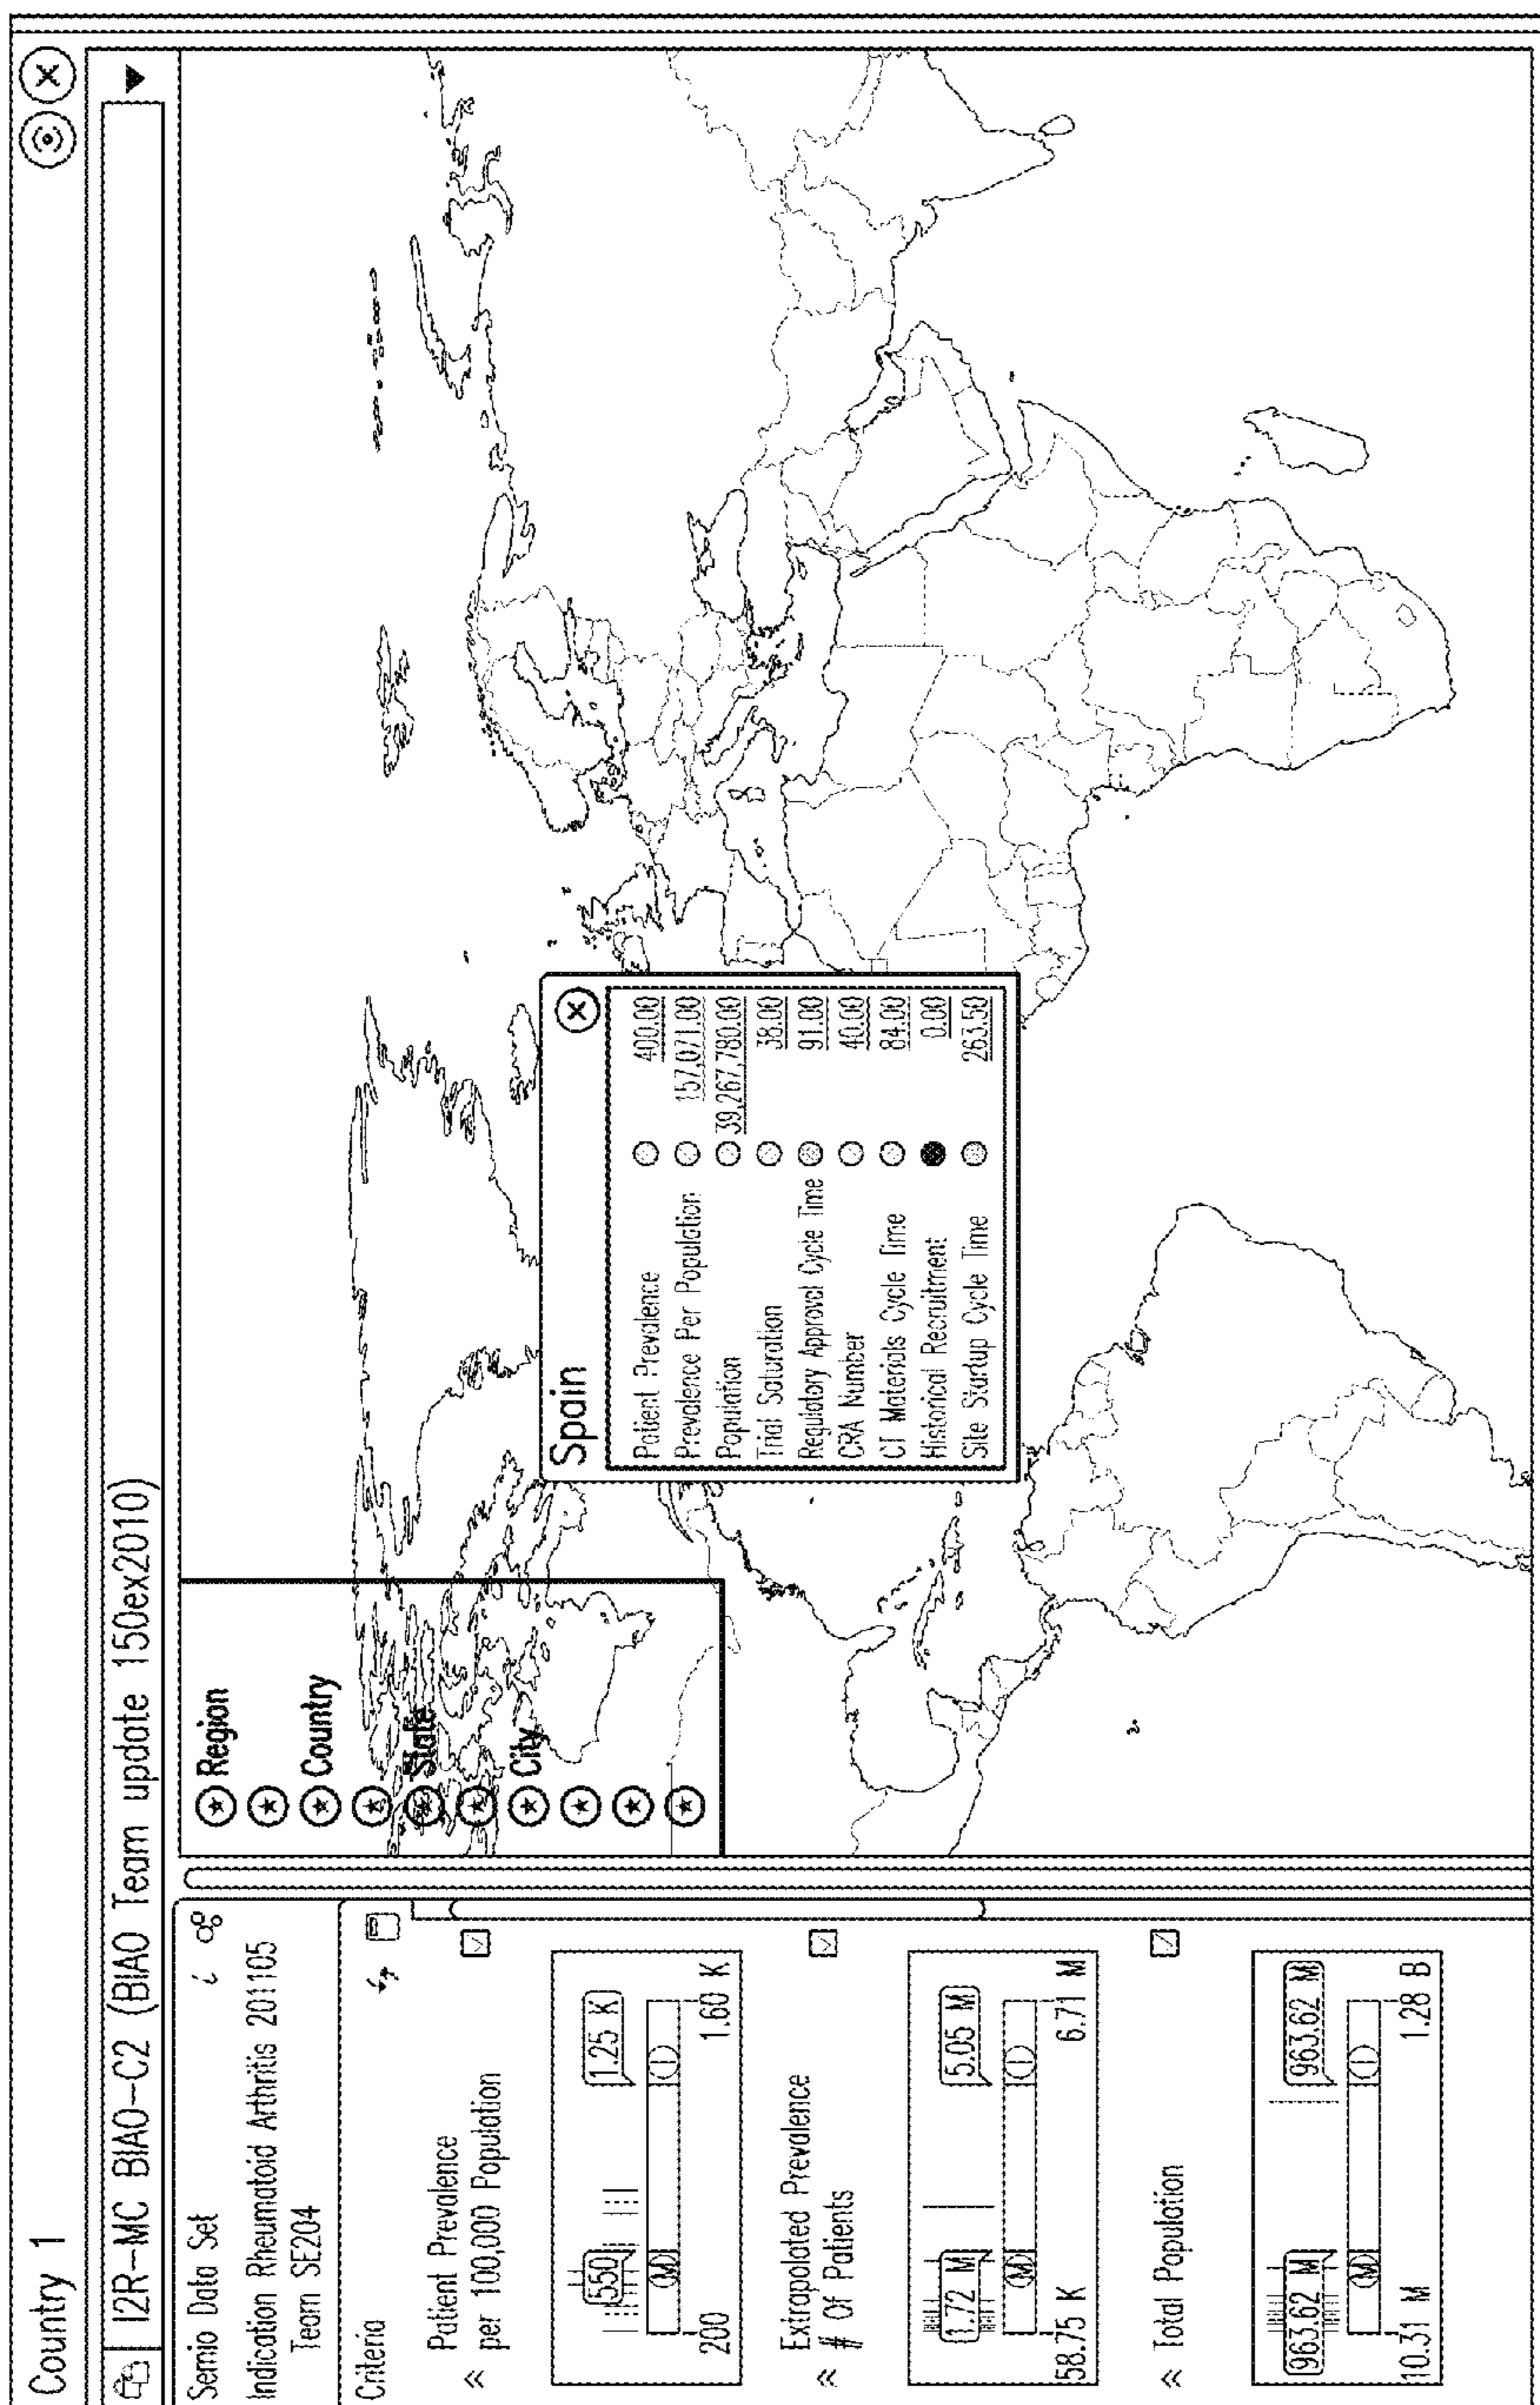 Country 1
I2R-MC BIAO-C2 (BIAO Team update 150ex2010)
Semio Data Set
Indication Rheumatoid Arthritis 201105
Team SE204
Criteria
Patient Prevalence
per 100,000 Population
550
1.25 K
M
I
200
1.60 K
Extrapolated Prevalence
# Of Patients
1.72 M
5.05 M
M
I
58.75 K
6.71 M
Total Population
963.62 M
963.62 M
M
I
10.31 M
1.28 B
Region
Country
State
City
Spain
Patient Prevalence 400.00
Prevalence Per Population 157,071.00
Population 39,267,780.00
Trial Saturation 38.00
Regulatory Approval Cycle Time 91.00
CRA Number 40.00
CT Materials Cycle Time 84.00
Historical Recruitment 0.00
Site Startup Cycle Time 263.50